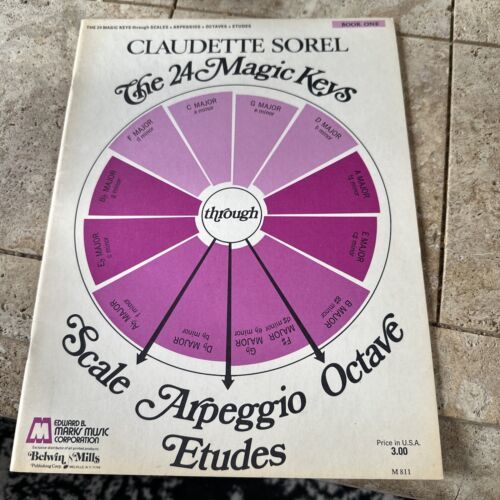 THE 24 MAGIC KEYS through SCALES • ARPEGGIOS • OCTAVES • ETUDES
BOOK ONE
CLAUDETTE SOREL
The 24 Magic Keys
C MAJOR
a minor
G MAJOR
e minor
D MAJOR
b minor
A MAJOR
f♯ minor
E MAJOR
c♯ minor
B MAJOR
g♯ minor
F♯ MAJOR
G♭
d♯ minor e♭ minor
D♭ MAJOR
b♭ minor
A♭ MAJOR
f minor
E♭ MAJOR
c minor
B♭ MAJOR
g minor
F MAJOR
d minor
through
Scale Arpeggio Octave
Etudes
M
EDWARD B.
MARKS MUSIC
CORPORATION
Belwin Mills
Publishing Corp. MELVILLE, N.Y. 11746
Price in U.S.A.
3.00
M 811